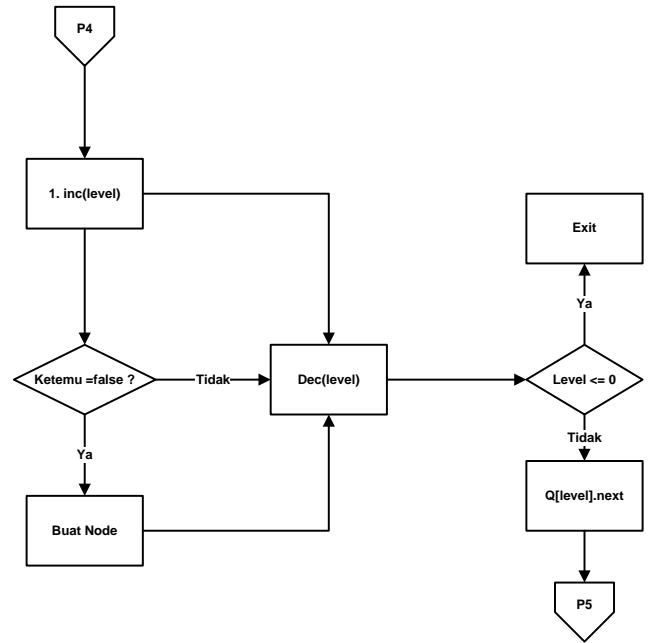 P4
1. inc(level)
Exit
Ya
Ketemu =false ?
Tidak
Dec(level)
Level <= 0
Ya
Tidak
Buat Node
Q[level].next
P5